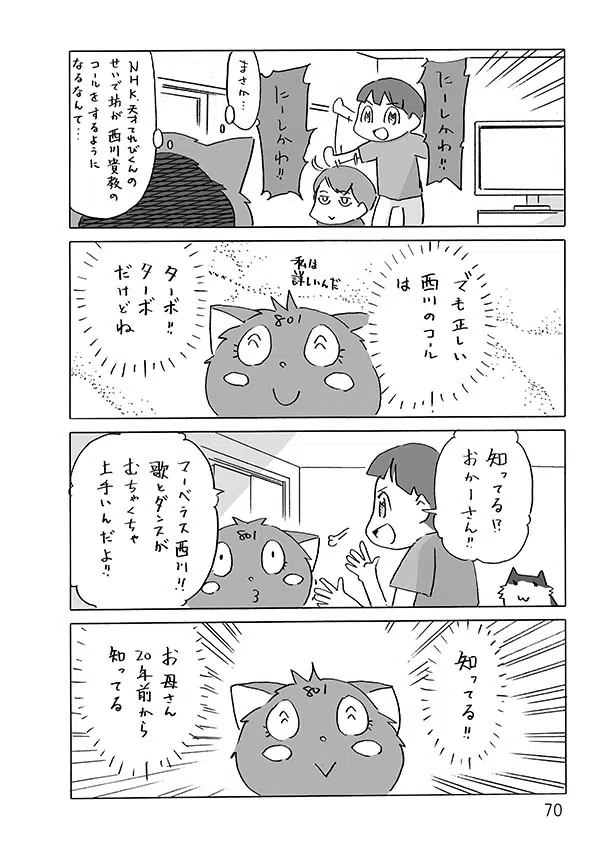 にーしかわ!!
にーしかわ!!
まさか…
NHK天才てれびくんの
せいで坊が西川貴教の
コールをするように
なるなんて…
でも正しい
西川のコール
は
私は
詳しいんだ
801
ターボ!!
ターボ
だけどね
知ってる!?
おかーさん!!
マーベラス西川!!
歌とダンスが
むちゃくちゃ
上手いんだよ!!
801
知ってる!!
801
お母さん
20年前から
知ってる
70